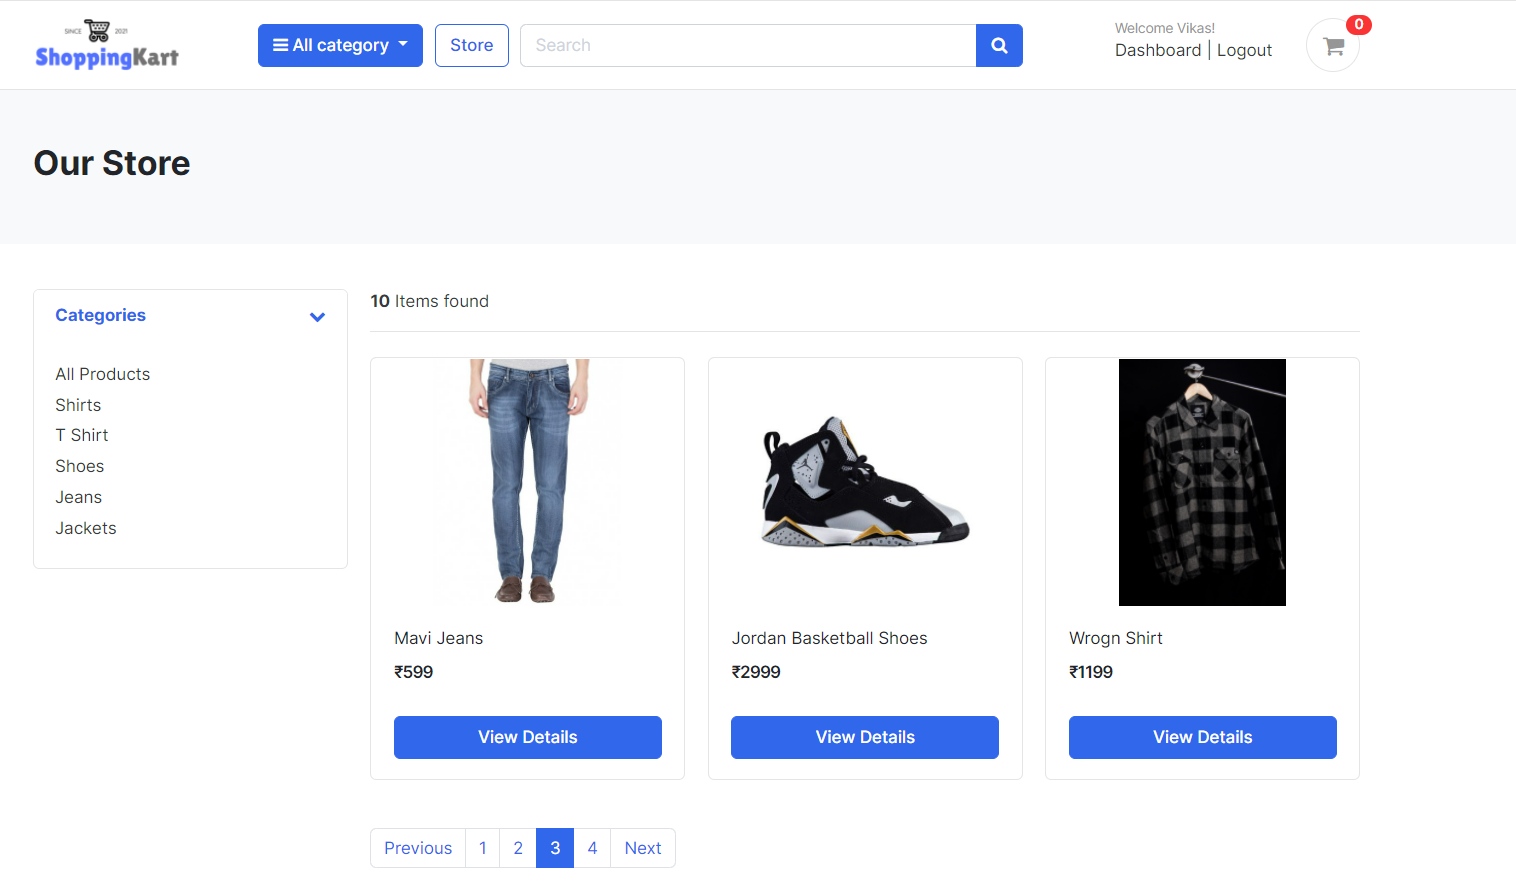 SINCE 2021
ShoppingKart
All category
Store
Search
Welcome Vikas!
Dashboard | Logout
0
Our Store
Categories
All Products
Shirts
T Shirt
Shoes
Jeans
Jackets
10 Items found
Mavi Jeans
₹599
View Details
Jordan Basketball Shoes
₹2999
View Details
Wrogn Shirt
₹1199
View Details
Previous 1 2 3 4 Next